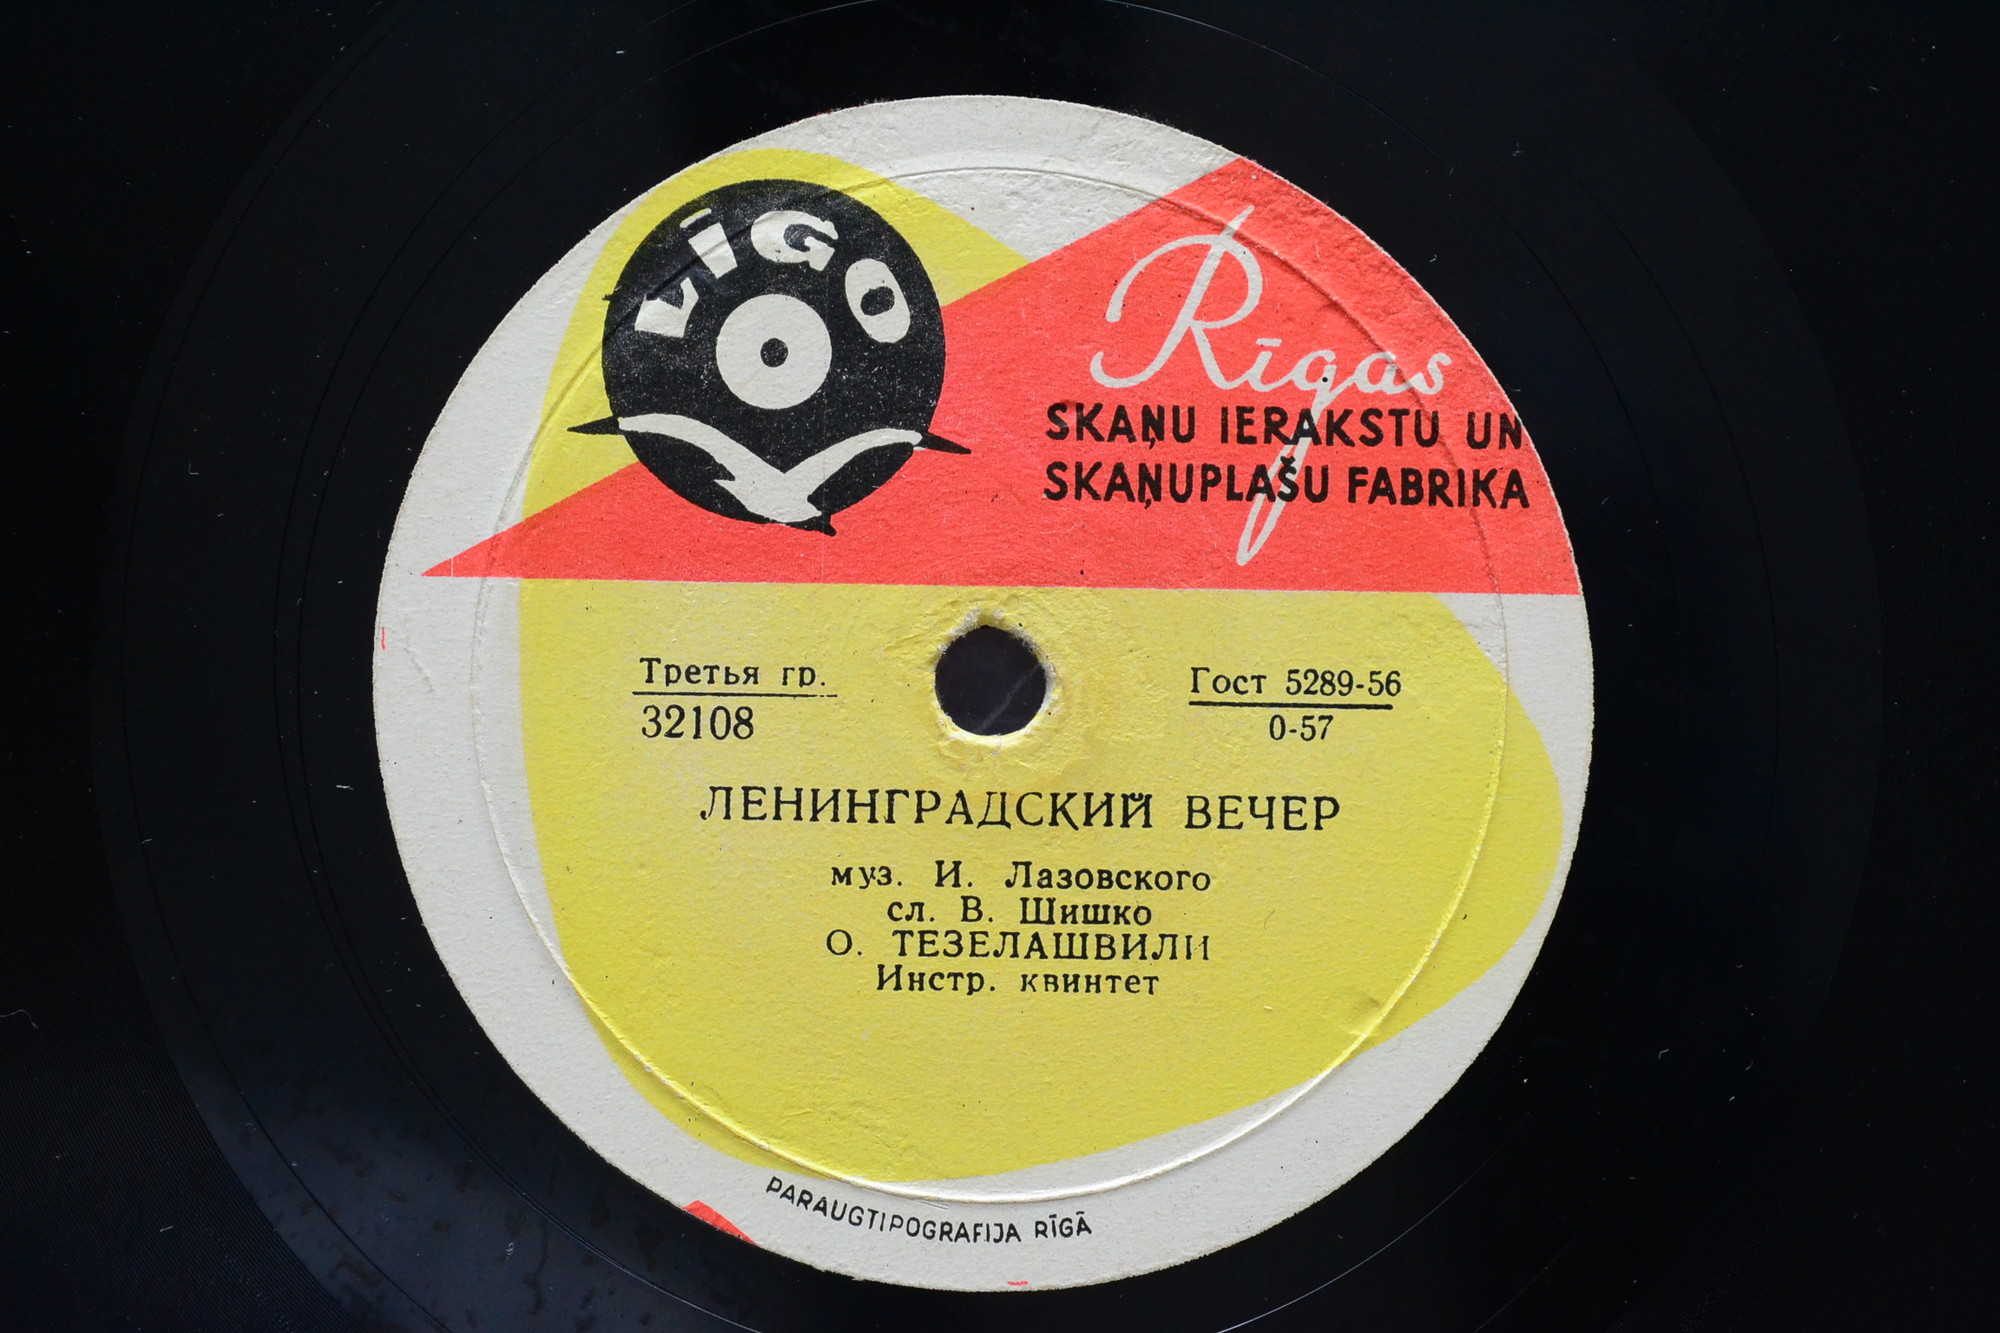 LĪGO
Rīgas
SKAŅU IERAKSTU UN
SKAŅUPLAŠU FABRIKA
Третья гр.
32108
Гост 5289-56
0-57
ЛЕНИНГРАДСКИЙ ВЕЧЕР
муз. И. Лазовского
сл. В. Шишко
О. ТЕЗЕЛАШВИЛИ
Инстр. квинтет
PARAUGTIPOGRAFIJA RĪGĀ